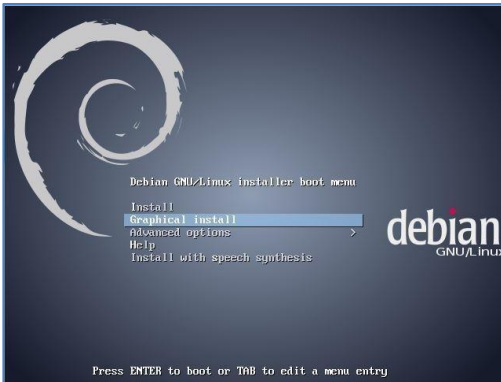 Debian GNU/Linux installer boot menu
Install
Graphical install
Advanced options >
Help
Install with speech synthesis
debian
GNU/Linux
Press ENTER to boot or TAB to edit a menu entry